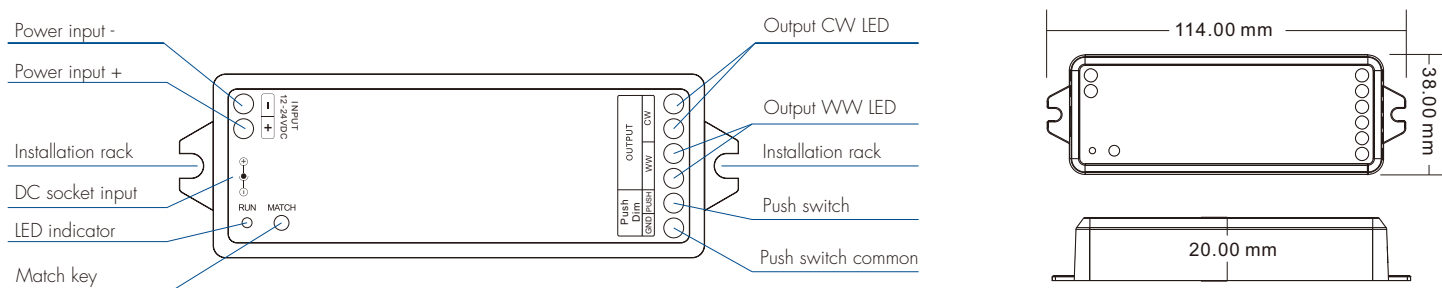 Power input -
Power input +
Installation rack
DC socket input
LED indicator
Match key
- +
INPUT
12-24VDC
RUN MATCH
OUTPUT
CW
WW
Push
Dim
GND PUSH
Output CW LED
Output WW LED
Installation rack
Push switch
Push switch common
114.00 mm
38.00 mm
20.00 mm